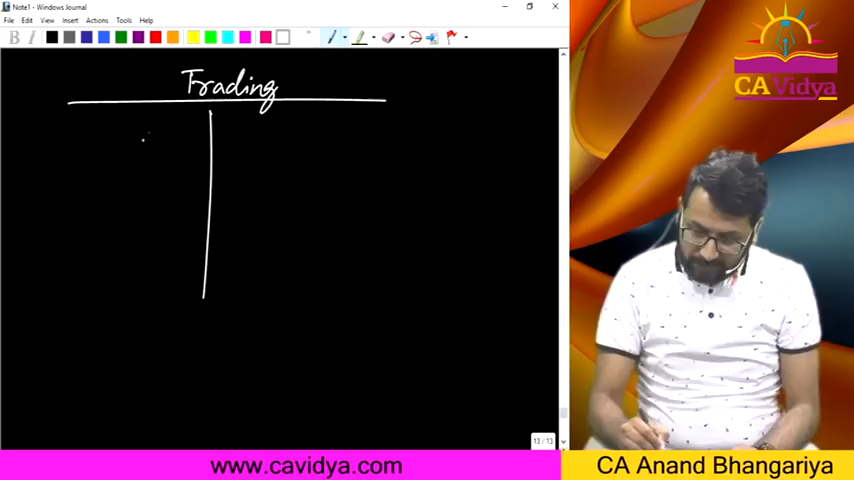 Note1 - Windows Journal
File Edit View Insert Actions Tools Help
B I
Trading
CA Vidya
13 / 13
www.cavidya.com
CA Anand Bhangariya